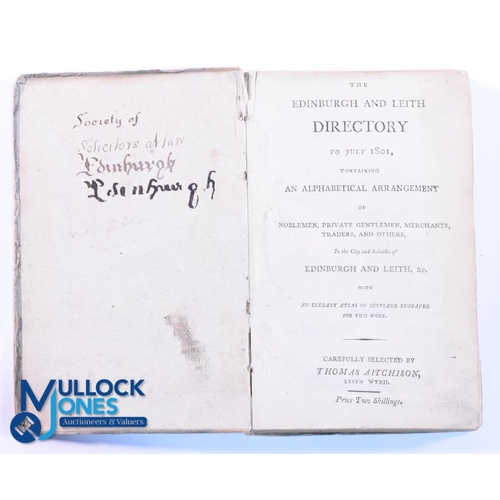 Society of
Solicitors at law
Edinburgh
Edenburgh
THE
EDINBURGH AND LEITH
DIRECTORY
TO JULY 1801,
CONTAINING
AN ALPHABETICAL ARRANGEMENT
OF
NOBLEMEN, PRIVATE GENTLEMEN, MERCHANTS,
TRADERS, AND OTHERS,
In the City and Suburbs of
EDINBURGH AND LEITH, &c.
WITH
AN ELEGANT ATLAS OF SCOTLAND ENGRAVED
FOR THIS WORK.
CAREFULLY SELECTED BY
THOMAS AITCHISON,
LEITH WYND.
Price Two Shillings.
MULLOCK
JONES
Auctioneers & Valuers